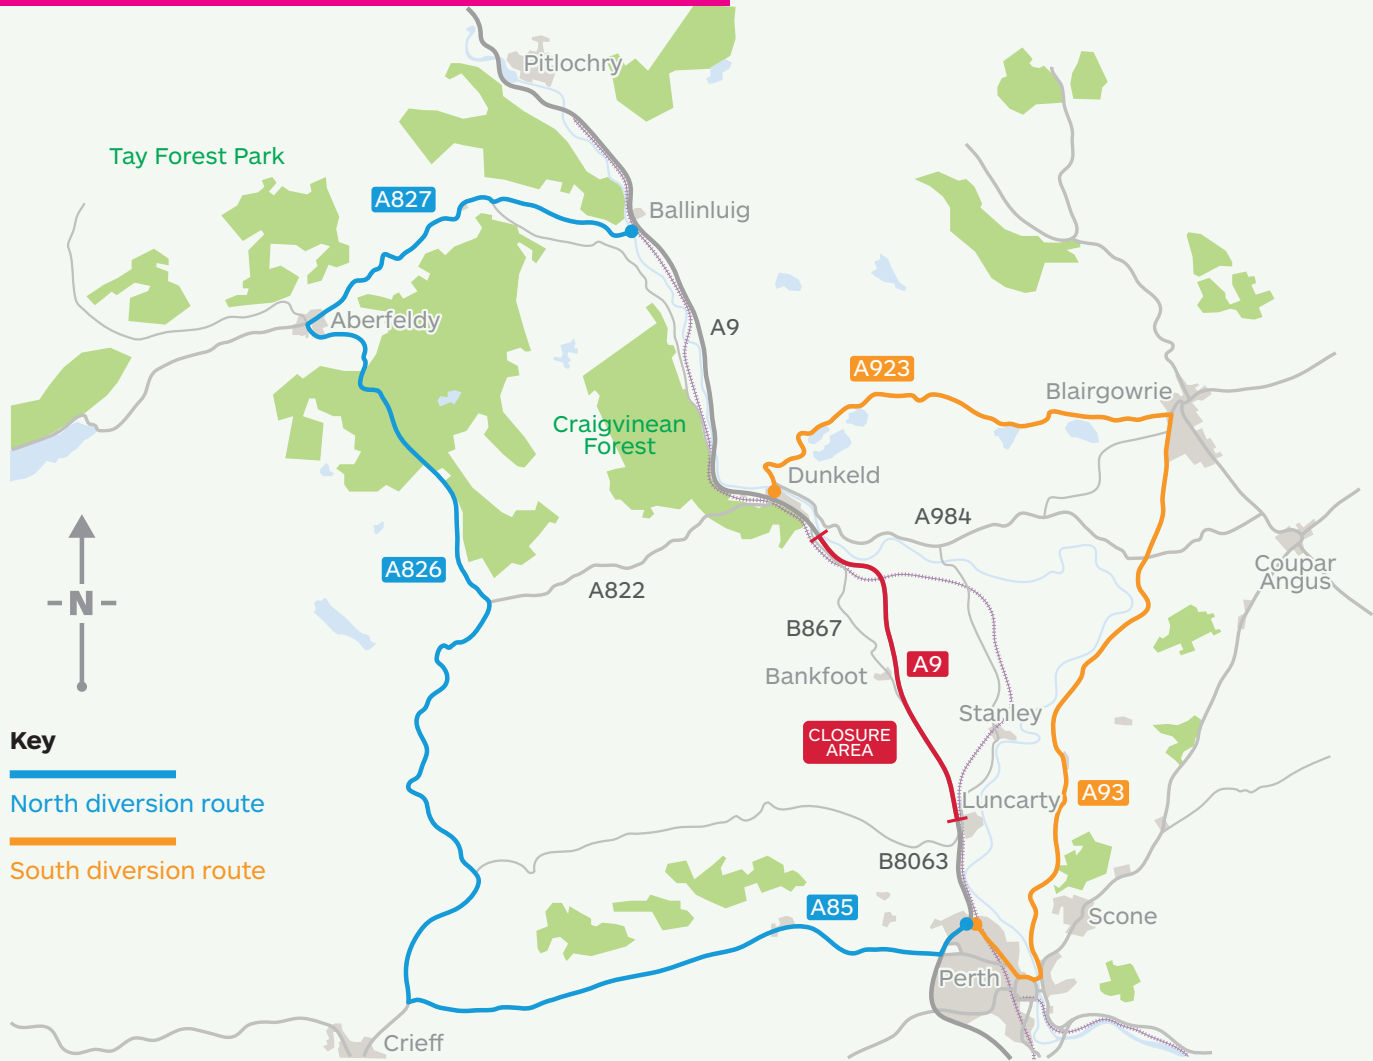 Pitlochry
Tay Forest Park
A827
Ballinluig
Aberfeldy
A9
A923
Blairgowrie
Craigvinean
Forest
Dunkeld
A984
Coupar
Angus
A826
A822
N
B867
A9
Bankfoot
Stanley
CLOSURE
AREA
Key
North diversion route
A93
Luncarty
South diversion route
B8063
A85
Scone
Perth
Crieff